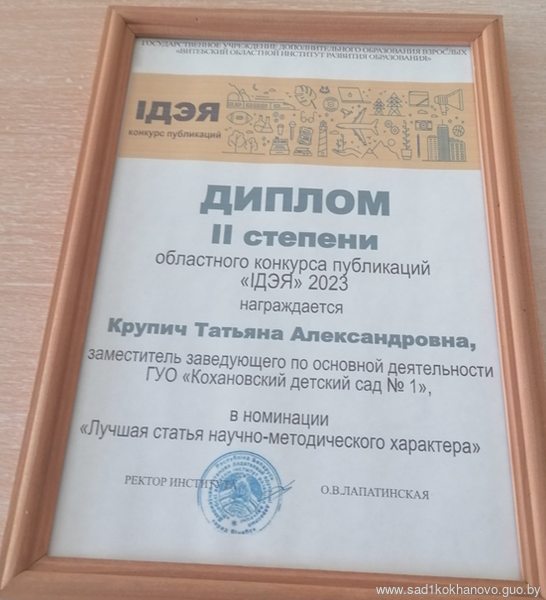 ГОСУДАРСТВЕННОЕ УЧРЕЖДЕНИЕ ДОПОЛНИТЕЛЬНОГО ОБРАЗОВАНИЯ ВЗРОСЛЫХ
«ВИТЕБСКИЙ ОБЛАСТНОЙ ИНСТИТУТ РАЗВИТИЯ ОБРАЗОВАНИЯ»
ІДЭЯ
конкурс публикаций
ДИПЛОМ
II степени
областного конкурса публикаций
«ІДЭЯ» 2023
награждается
Крупич Татьяна Александровна,
заместитель заведующего по основной деятельности
ГУО «Кохановский детский сад № 1»,
в номинации
«Лучшая статья научно-методического характера»
РЕКТОР ИНСТИТУТА
О.В.ЛАПАТИНСКАЯ
www.sad1kokhanovo.guo.by